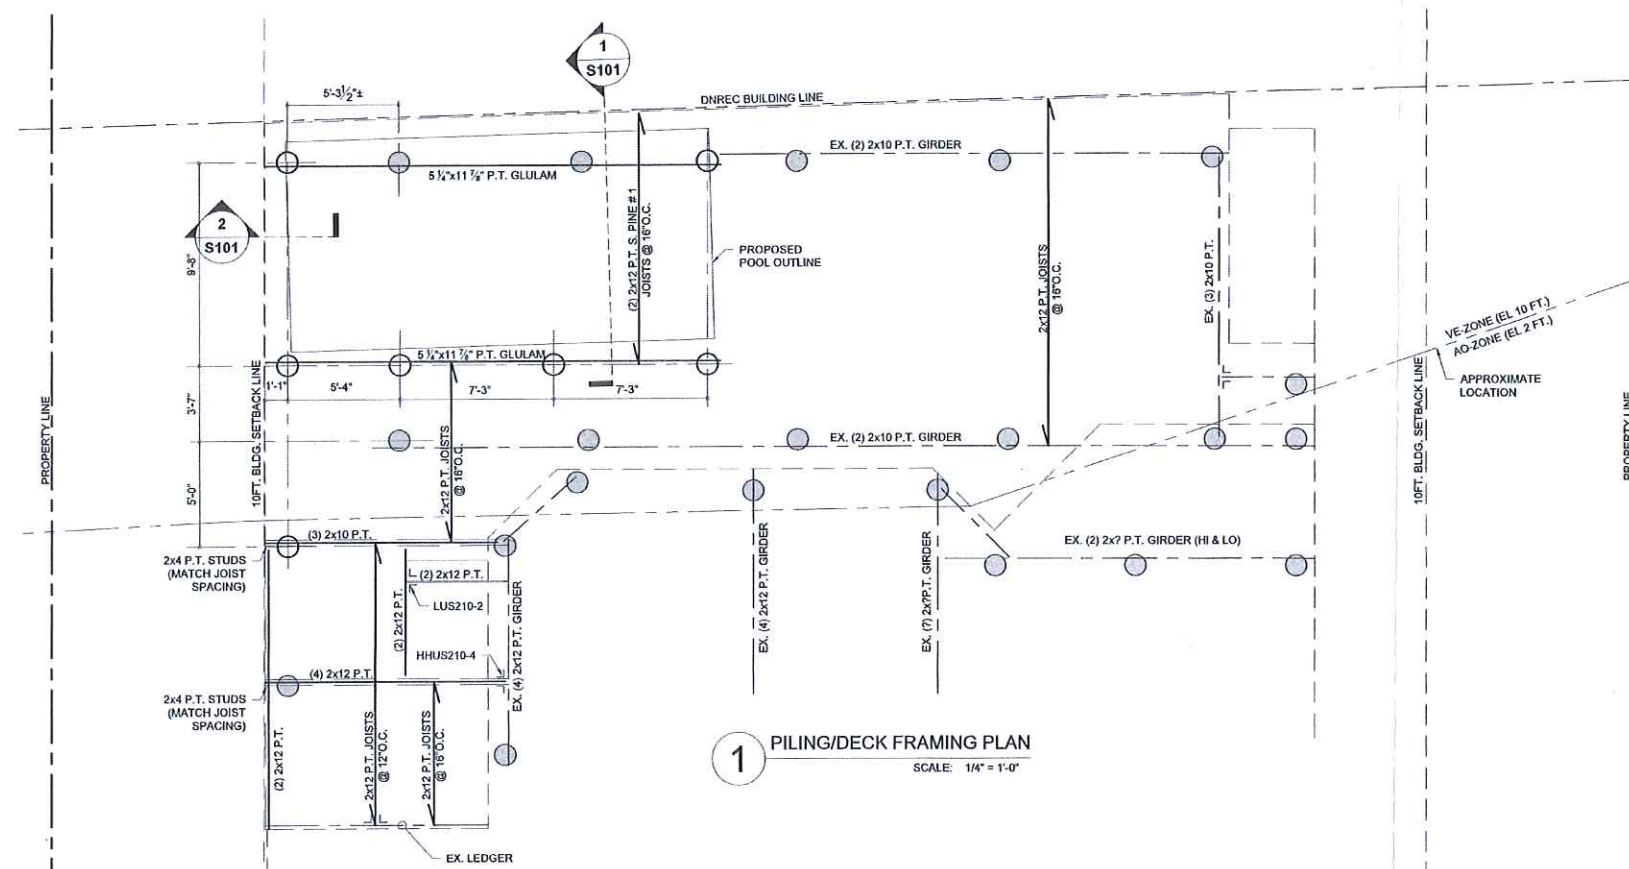 1
S101
5'-3½"±
DNREC BUILDING LINE
EX. (2) 2x10 P.T. GIRDER
5 ¼"x11 ⅞" P.T. GLULAM
2
S101
9'-8"
(2) 2x12 P.T. S. PINE #1
JOISTS @ 16"O.C.
PROPOSED
POOL OUTLINE
2x12 P.T. JOISTS
@ 16"O.C.
EX. (3) 2x10 P.T.
VE-ZONE (EL 10 FT.)
AO-ZONE (EL 2 FT.)
APPROXIMATE
LOCATION
5 ¼"x11 ⅞" P.T. GLULAM
1'-1"
5'-4"
7'-3"
7'-3"
3'-7"
PROPERTY LINE
10FT. BLDG. SETBACK LINE
10FT. BLDG. SETBACK LINE
PROPERTY LINE
EX. (2) 2x10 P.T. GIRDER
2x12 P.T. JOISTS
@ 16"O.C.
5'-0"
(3) 2x10 P.T.
EX. (2) 2x? P.T. GIRDER (HI & LO)
2x4 P.T. STUDS
(MATCH JOIST
SPACING)
(2) 2x12 P.T.
LUS210-2
(2) 2x12 P.T.
HHUS210-4
EX. (4) 2x12 P.T. GIRDER
EX. (4) 2x12 P.T. GIRDER
EX. (?) 2x?P.T. GIRDER
(4) 2x12 P.T.
2x4 P.T. STUDS
(MATCH JOIST
SPACING)
(2) 2x12 P.T.
2x12 P.T. JOISTS
@ 12"O.C.
2x12 P.T. JOISTS
@ 16"O.C.
1
PILING/DECK FRAMING PLAN
SCALE: 1/4" = 1'-0"
EX. LEDGER